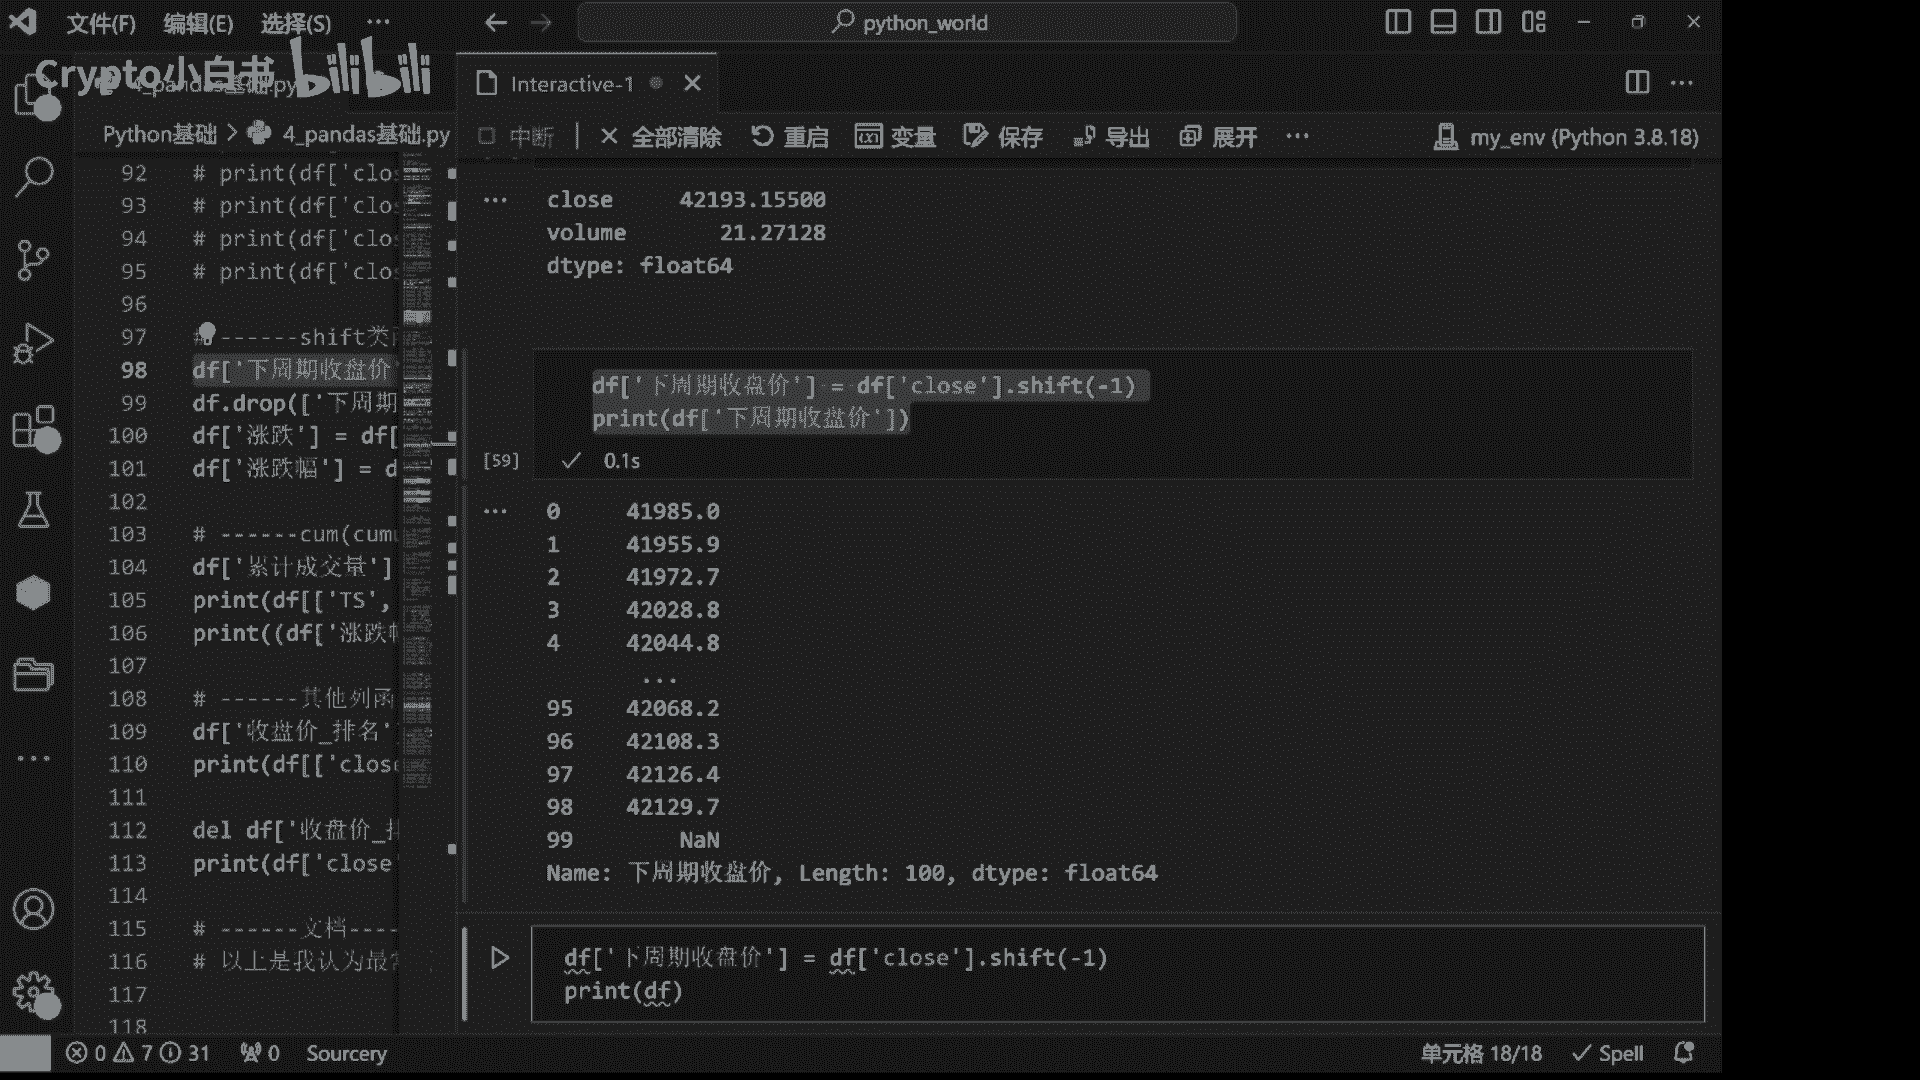 文件(F) 编辑(E) 选择(S) ··· python_world
Crypto小白书 bilibili
4_pandas基础.py
Interactive-1
Python基础 > 4_pandas基础.py
中断 | 全部清除 重启 变量 保存 导出 展开 ··· my_env (Python 3.8.18)
92 # print(df['clos
93 # print(df['clos
94 # print(df['clos
95 # print(df['clos
96
97 # ------shift类
98 df['下周期收盘价'
99 df.drop(['下周期
100 df['涨跌'] = df[
101 df['涨跌幅'] = d
102
103 # ------cum(cumu
104 df['累计成交量']
105 print(df[['TS',
106 print((df['涨跌幅
107
108 # ------其他列函
109 df['收盘价_排名'
110 print(df[['close
111
112 del df['收盘价_排
113 print(df['close'
114
115 # ------文档----
116 # 以上是我认为最常
117
118
close 42193.15500
volume 21.27128
dtype: float64
df['下周期收盘价'] = df['close'].shift(-1)
print(df['下周期收盘价'])
[59] 0.1s
0 41985.0
1 41955.9
2 41972.7
3 42028.8
4 42044.8
...
95 42068.2
96 42108.3
97 42126.4
98 42129.7
99 NaN
Name: 下周期收盘价, Length: 100, dtype: float64
df['下周期收盘价'] = df['close'].shift(-1)
print(df)
0 7 31 0 Sourcery
单元格 18/18 Spell